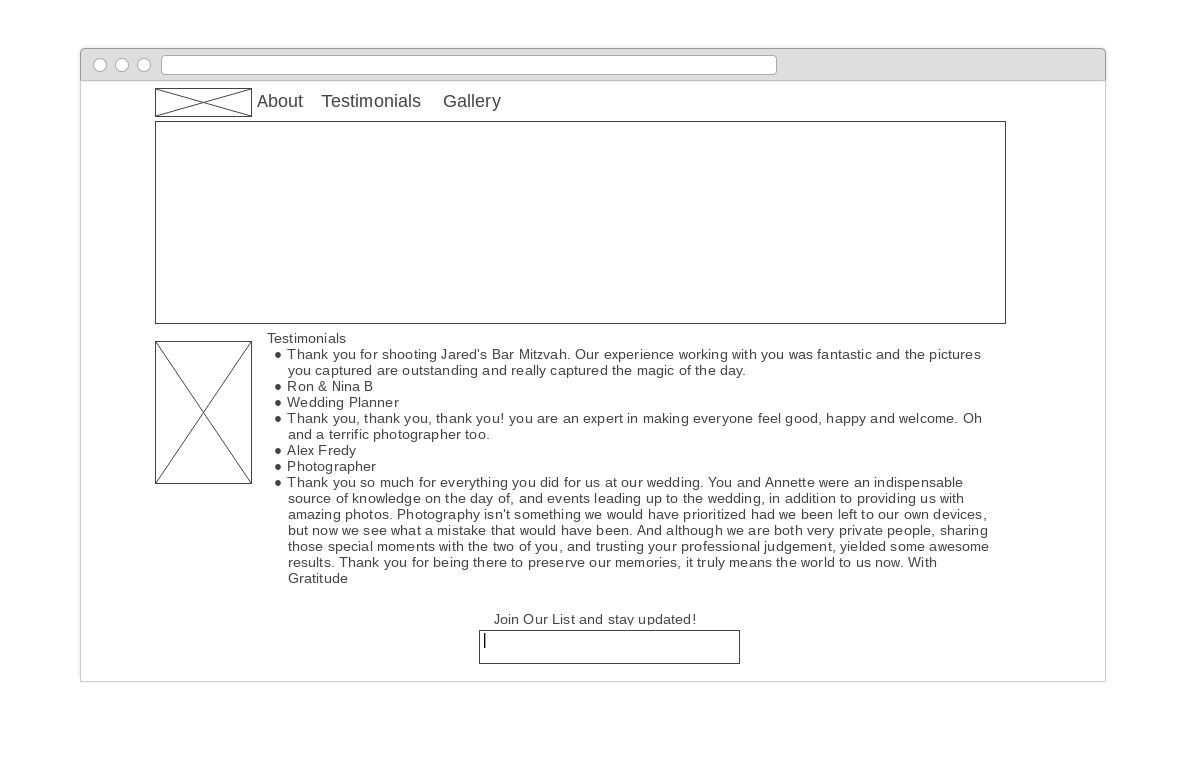 About Testimonials Gallery
Testimonials
● Thank you for shooting Jared's Bar Mitzvah. Our experience working with you was fantastic and the pictures
you captured are outstanding and really captured the magic of the day.
● Ron & Nina B
● Wedding Planner
● Thank you, thank you, thank you! you are an expert in making everyone feel good, happy and welcome. Oh
and a terrific photographer too.
● Alex Fredy
● Photographer
● Thank you so much for everything you did for us at our wedding. You and Annette were an indispensable
source of knowledge on the day of, and events leading up to the wedding, in addition to providing us with
amazing photos. Photography isn't something we would have prioritized had we been left to our own devices,
but now we see what a mistake that would have been. And although we are both very private people, sharing
those special moments with the two of you, and trusting your professional judgement, yielded some awesome
results. Thank you for being there to preserve our memories, it truly means the world to us now. With
Gratitude
Join Our List and stay updated!